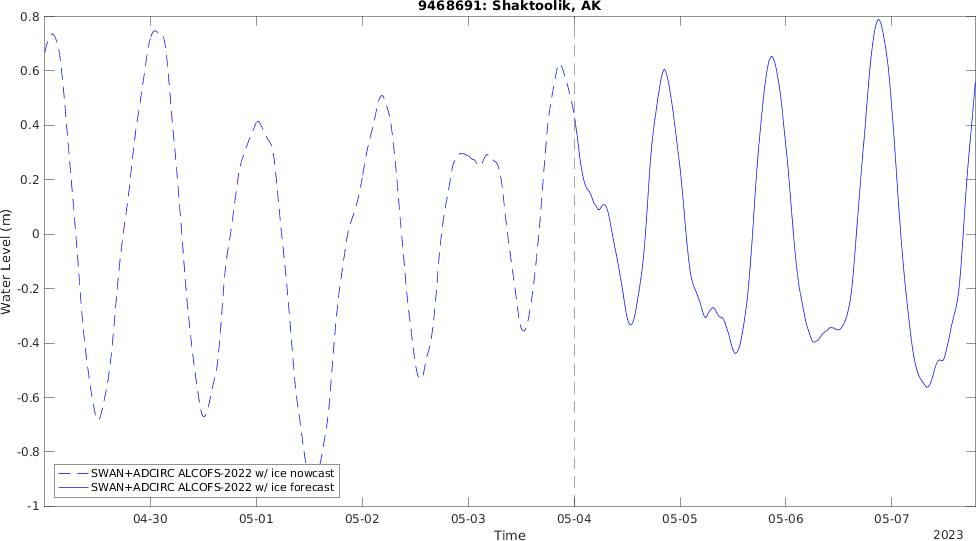 9468691: Shaktoolik, AK
0.8
0.6
0.4
0.2
0
-0.2
-0.4
-0.6
-0.8
-1
Water Level (m)
SWAN+ADCIRC ALCOFS-2022 w/ ice nowcast
SWAN+ADCIRC ALCOFS-2022 w/ ice forecast
04-30 05-01 05-02 05-03 05-04 05-05 05-06 05-07
Time
2023